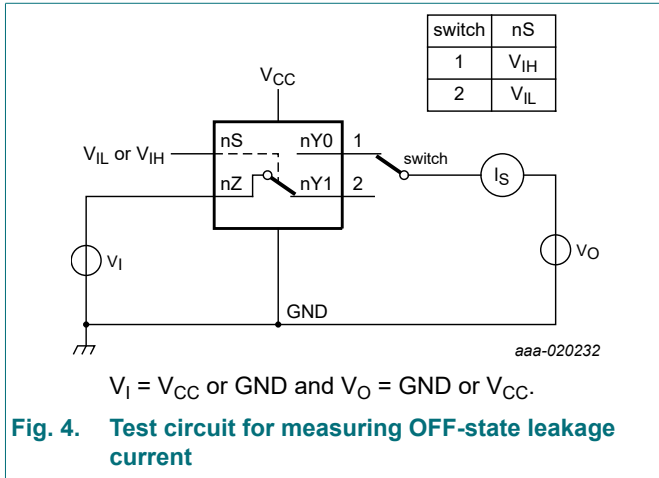 switch nS
1 VIH
2 VIL
VCC
nS nY0 1
VIL or VIH
switch
nZ nY1 2
IS
VI
VO
GND
aaa-020232
VI = VCC or GND and VO = GND or VCC.
Fig. 4. Test circuit for measuring OFF-state leakage
current